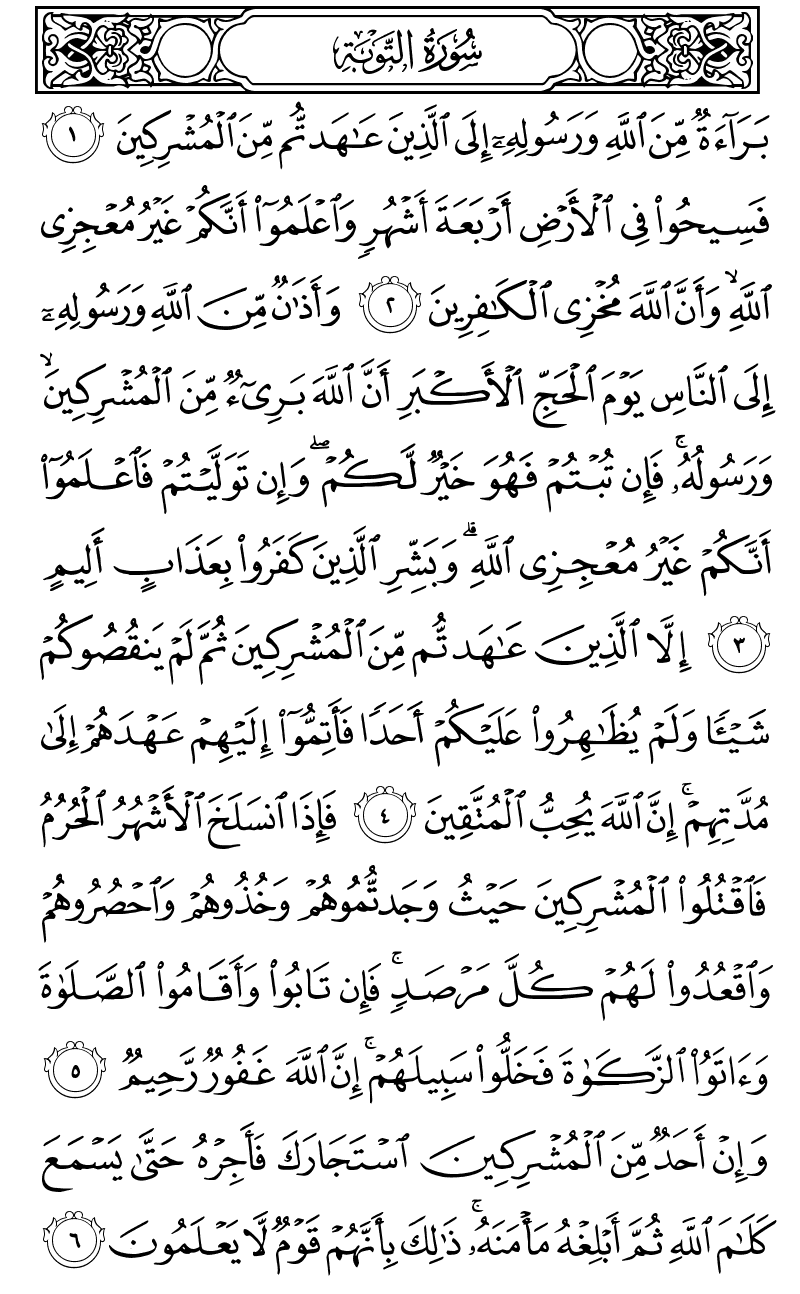 سُورَةُ التَّوۡبَةِ
بَرَآءَةٌ مِّنَ ٱللَّهِ وَرَسُولِهِۦٓ إِلَى ٱلَّذِينَ عَٰهَدتُّم مِّنَ ٱلۡمُشۡرِكِينَ ١
فَسِيحُواْ فِي ٱلۡأَرۡضِ أَرۡبَعَةَ أَشۡهُرٖ وَٱعۡلَمُوٓاْ أَنَّكُمۡ غَيۡرُ مُعۡجِزِي
ٱللَّهِ وَأَنَّ ٱللَّهَ مُخۡزِي ٱلۡكَٰفِرِينَ ٢ وَأَذَٰنٞ مِّنَ ٱللَّهِ وَرَسُولِهِۦٓ
إِلَى ٱلنَّاسِ يَوۡمَ ٱلۡحَجِّ ٱلۡأَكۡبَرِ أَنَّ ٱللَّهَ بَرِيٓءٞ مِّنَ ٱلۡمُشۡرِكِينَۙ
وَرَسُولُهُۥۚ فَإِن تُبۡتُمۡ فَهُوَ خَيۡرٞ لَّكُمۡۖ وَإِن تَوَلَّيۡتُمۡ فَٱعۡلَمُوٓاْ
أَنَّكُمۡ غَيۡرُ مُعۡجِزِي ٱللَّهِۗ وَبَشِّرِ ٱلَّذِينَ كَفَرُواْ بِعَذَابٍ أَلِيمٍ
٣ إِلَّا ٱلَّذِينَ عَٰهَدتُّم مِّنَ ٱلۡمُشۡرِكِينَ ثُمَّ لَمۡ يَنقُصُوكُمۡ
شَيۡـٔٗا وَلَمۡ يُظَٰهِرُواْ عَلَيۡكُمۡ أَحَدٗا فَأَتِمُّوٓاْ إِلَيۡهِمۡ عَهۡدَهُمۡ إِلَىٰ
مُدَّتِهِمۡۚ إِنَّ ٱللَّهَ يُحِبُّ ٱلۡمُتَّقِينَ ٤ فَإِذَا ٱنسَلَخَ ٱلۡأَشۡهُرُ ٱلۡحُرُمُ
فَٱقۡتُلُواْ ٱلۡمُشۡرِكِينَ حَيۡثُ وَجَدتُّمُوهُمۡ وَخُذُوهُمۡ وَٱحۡصُرُوهُمۡ
وَٱقۡعُدُواْ لَهُمۡ كُلَّ مَرۡصَدٖۚ فَإِن تَابُواْ وَأَقَامُواْ ٱلصَّلَوٰةَ
وَءَاتَوُاْ ٱلزَّكَوٰةَ فَخَلُّواْ سَبِيلَهُمۡۚ إِنَّ ٱللَّهَ غَفُورٞ رَّحِيمٞ ٥
وَإِنۡ أَحَدٞ مِّنَ ٱلۡمُشۡرِكِينَ ٱسۡتَجَارَكَ فَأَجِرۡهُ حَتَّىٰ يَسۡمَعَ
كَلَٰمَ ٱللَّهِ ثُمَّ أَبۡلِغۡهُ مَأۡمَنَهُۥۚ ذَٰلِكَ بِأَنَّهُمۡ قَوۡمٞ لَّا يَعۡلَمُونَ ٦